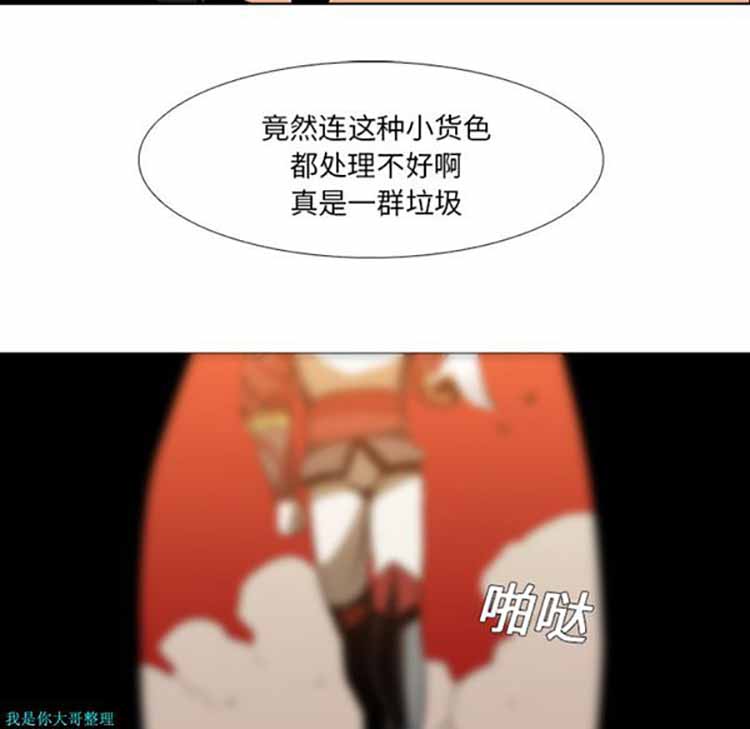 竟然连这种小货色
都处理不好啊
真是一群垃圾
啪哒
我是你大哥整理